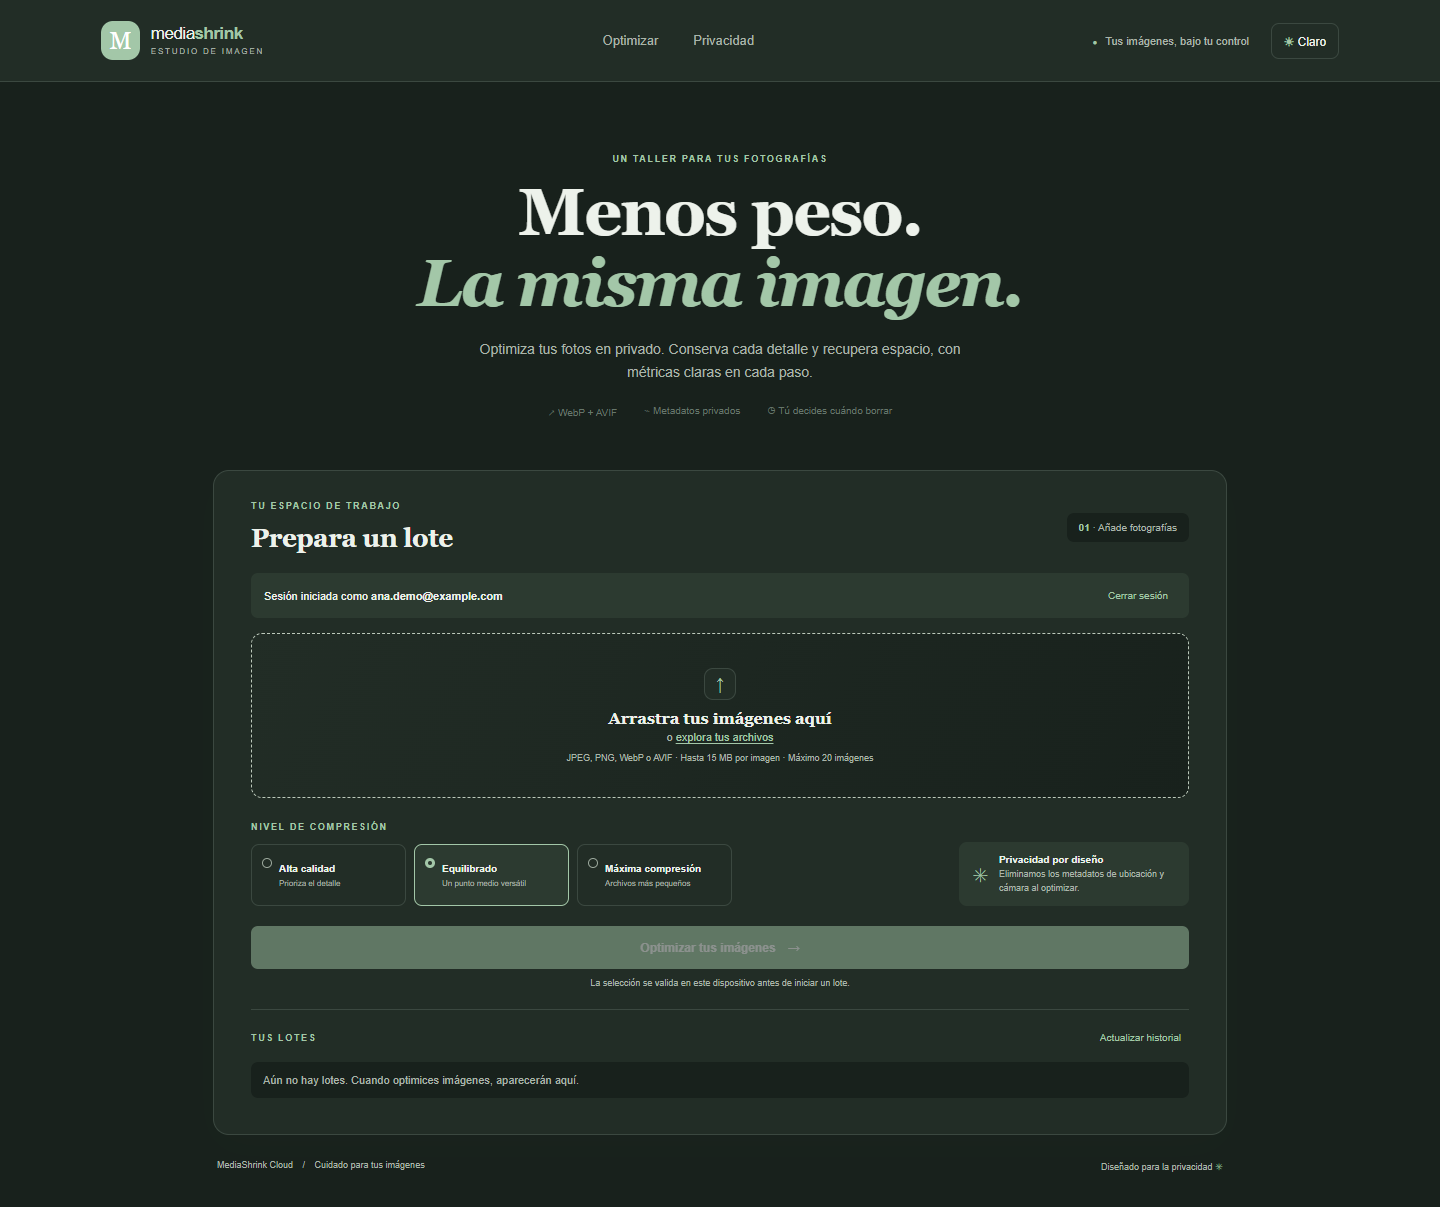 M
mediashrink
ESTUDIO DE IMAGEN
Optimizar
Privacidad
Tus imágenes, bajo tu control
Claro
UN TALLER PARA TUS FOTOGRAFÍAS
Menos peso.
La misma imagen.
Optimiza tus fotos en privado. Conserva cada detalle y recupera espacio, con
métricas claras en cada paso.
WebP + AVIF
Metadatos privados
Tú decides cuándo borrar
TU ESPACIO DE TRABAJO
Prepara un lote
01 · Añade fotografías
Sesión iniciada como ana.demo@example.com
Cerrar sesión
↑
Arrastra tus imágenes aquí
o explora tus archivos
JPEG, PNG, WebP o AVIF · Hasta 15 MB por imagen · Máximo 20 imágenes
NIVEL DE COMPRESIÓN
Alta calidad
Prioriza el detalle
Equilibrado
Un punto medio versátil
Máxima compresión
Archivos más pequeños
Privacidad por diseño
Eliminamos los metadatos de ubicación y
cámara al optimizar.
Optimizar tus imágenes →
La selección se valida en este dispositivo antes de iniciar un lote.
TUS LOTES
Actualizar historial
Aún no hay lotes. Cuando optimices imágenes, aparecerán aquí.
MediaShrink Cloud / Cuidado para tus imágenes
Diseñado para la privacidad ✳